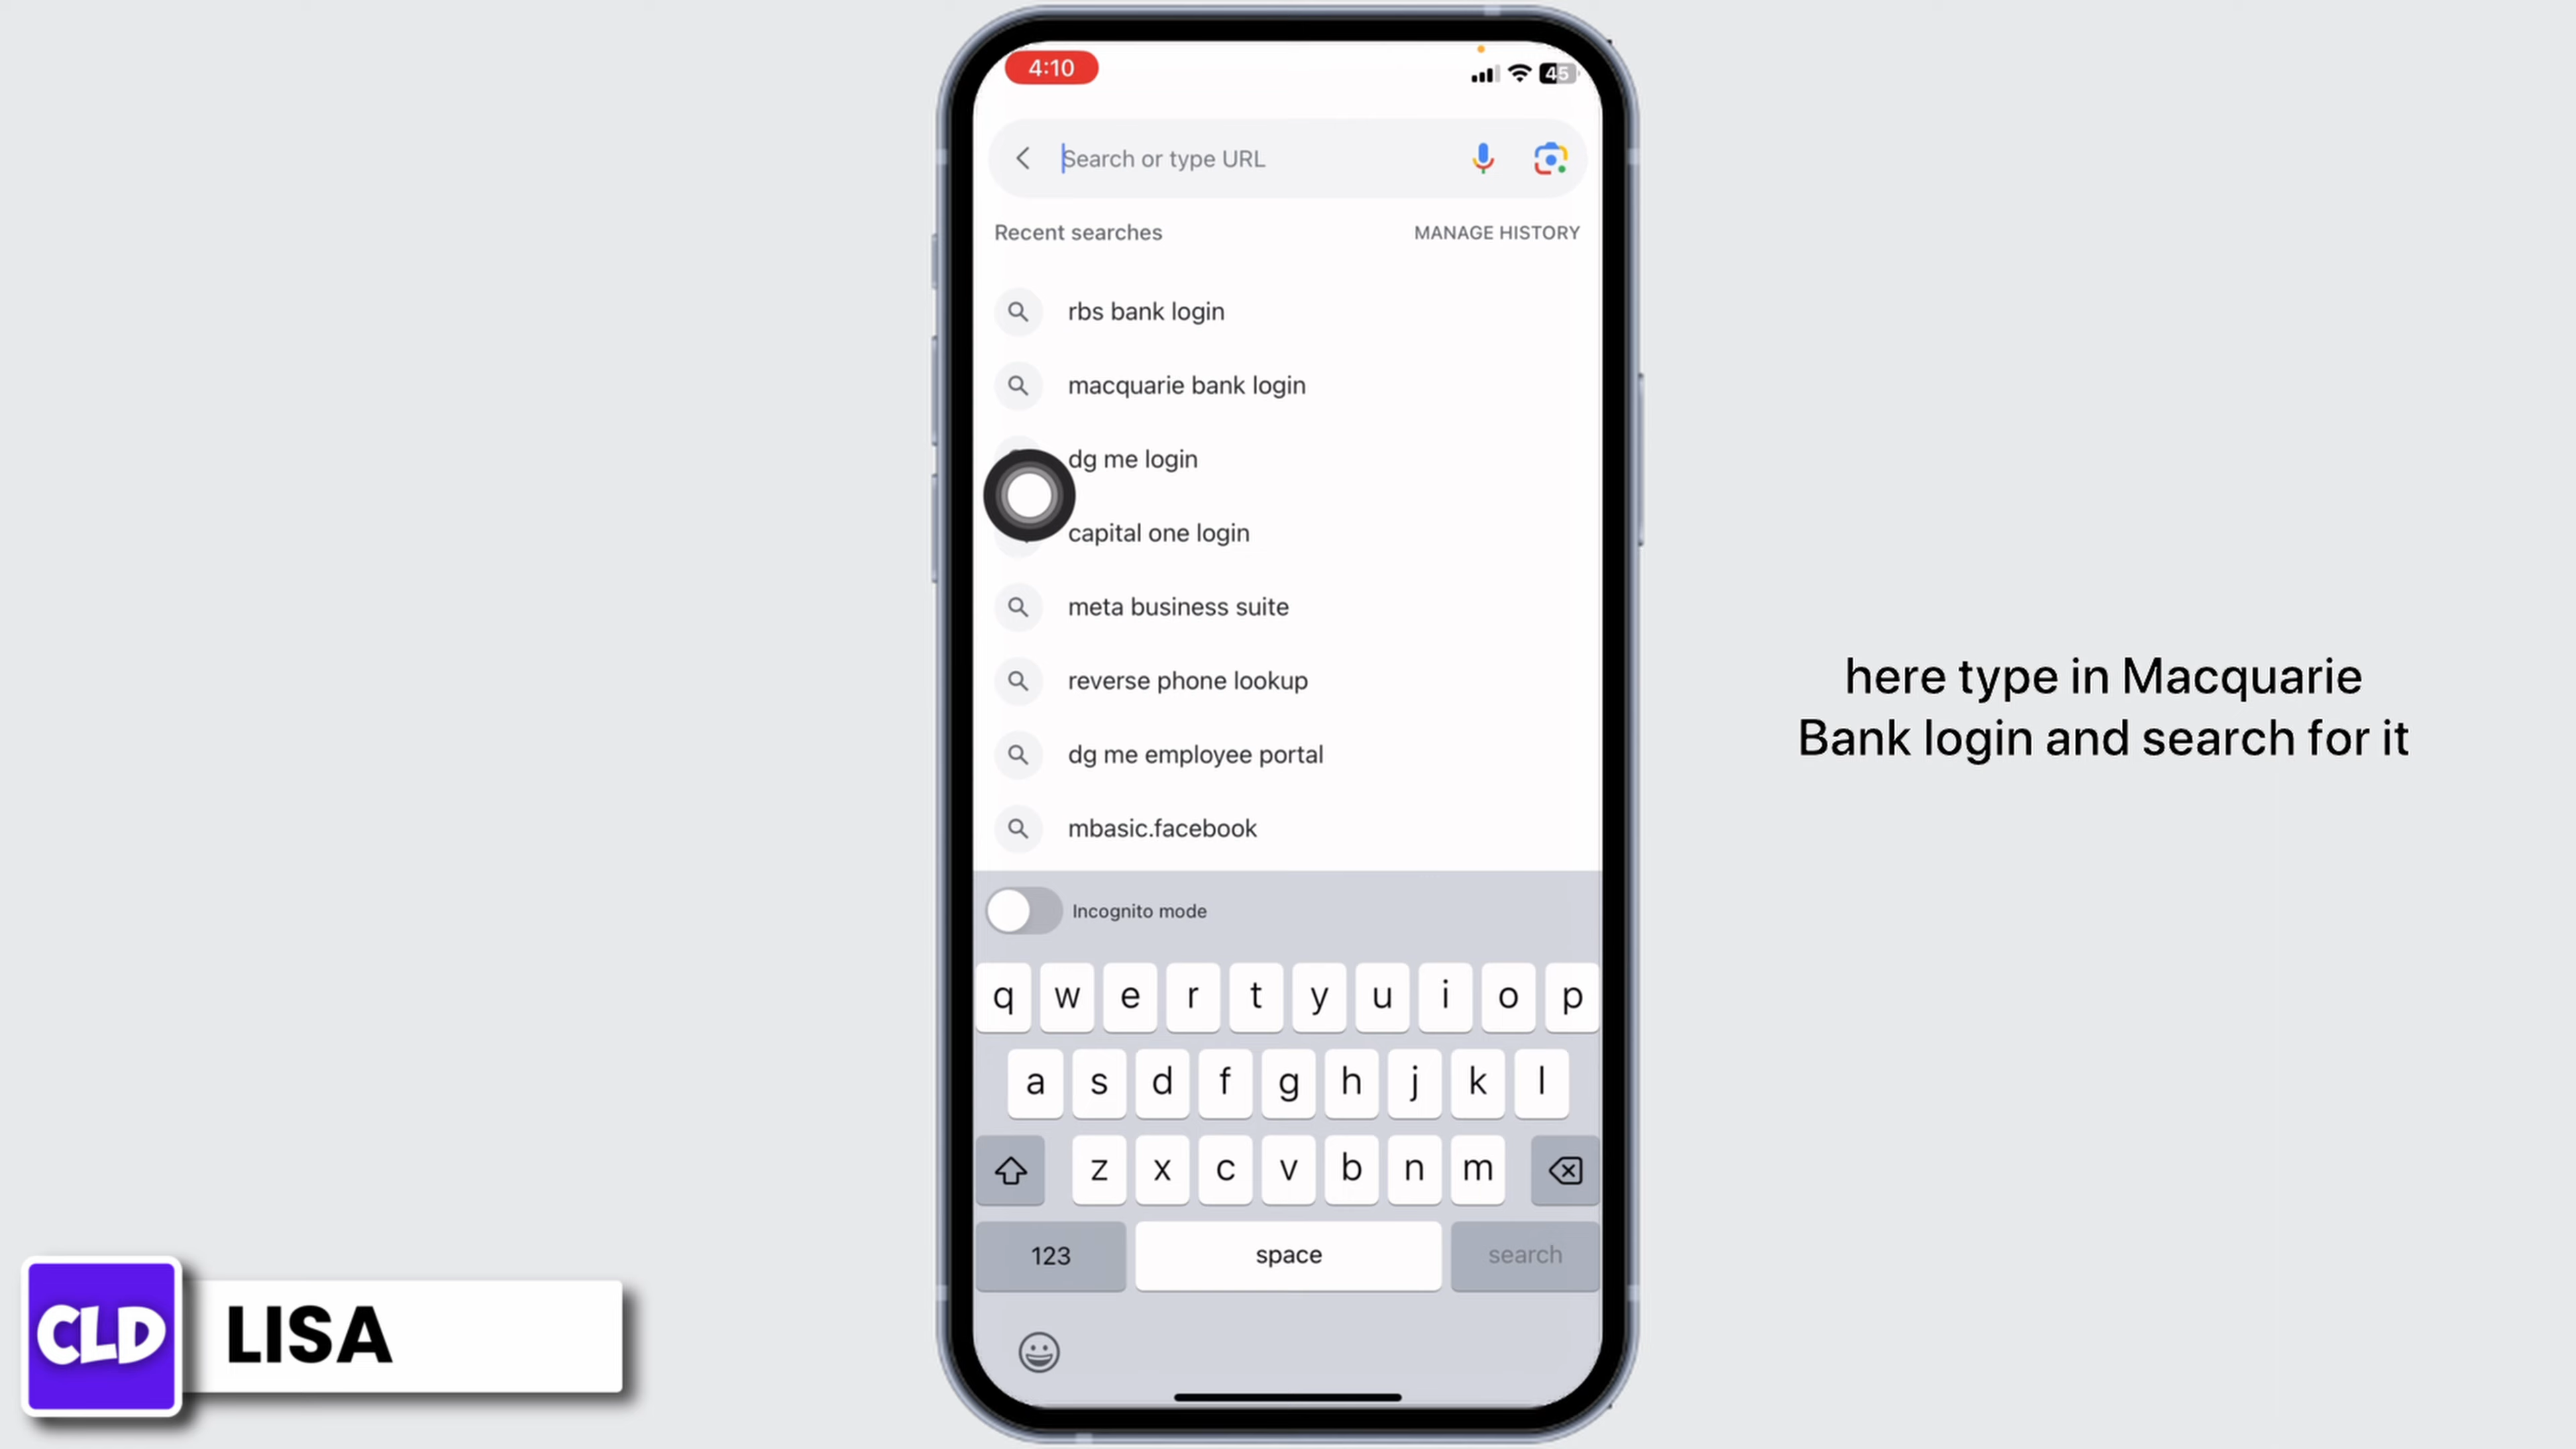 4:10
45
Search or type URL
Recent searches MANAGE HISTORY
rbs bank login
macquarie bank login
dg me login
capital one login
meta business suite
reverse phone lookup
dg me employee portal
mbasic.facebook
here type in Macquarie
Bank login and search for it
Incognito mode
q w e r t y u i o p
a s d f g h j k l
z x c v b n m
123 space search
CLD LISA